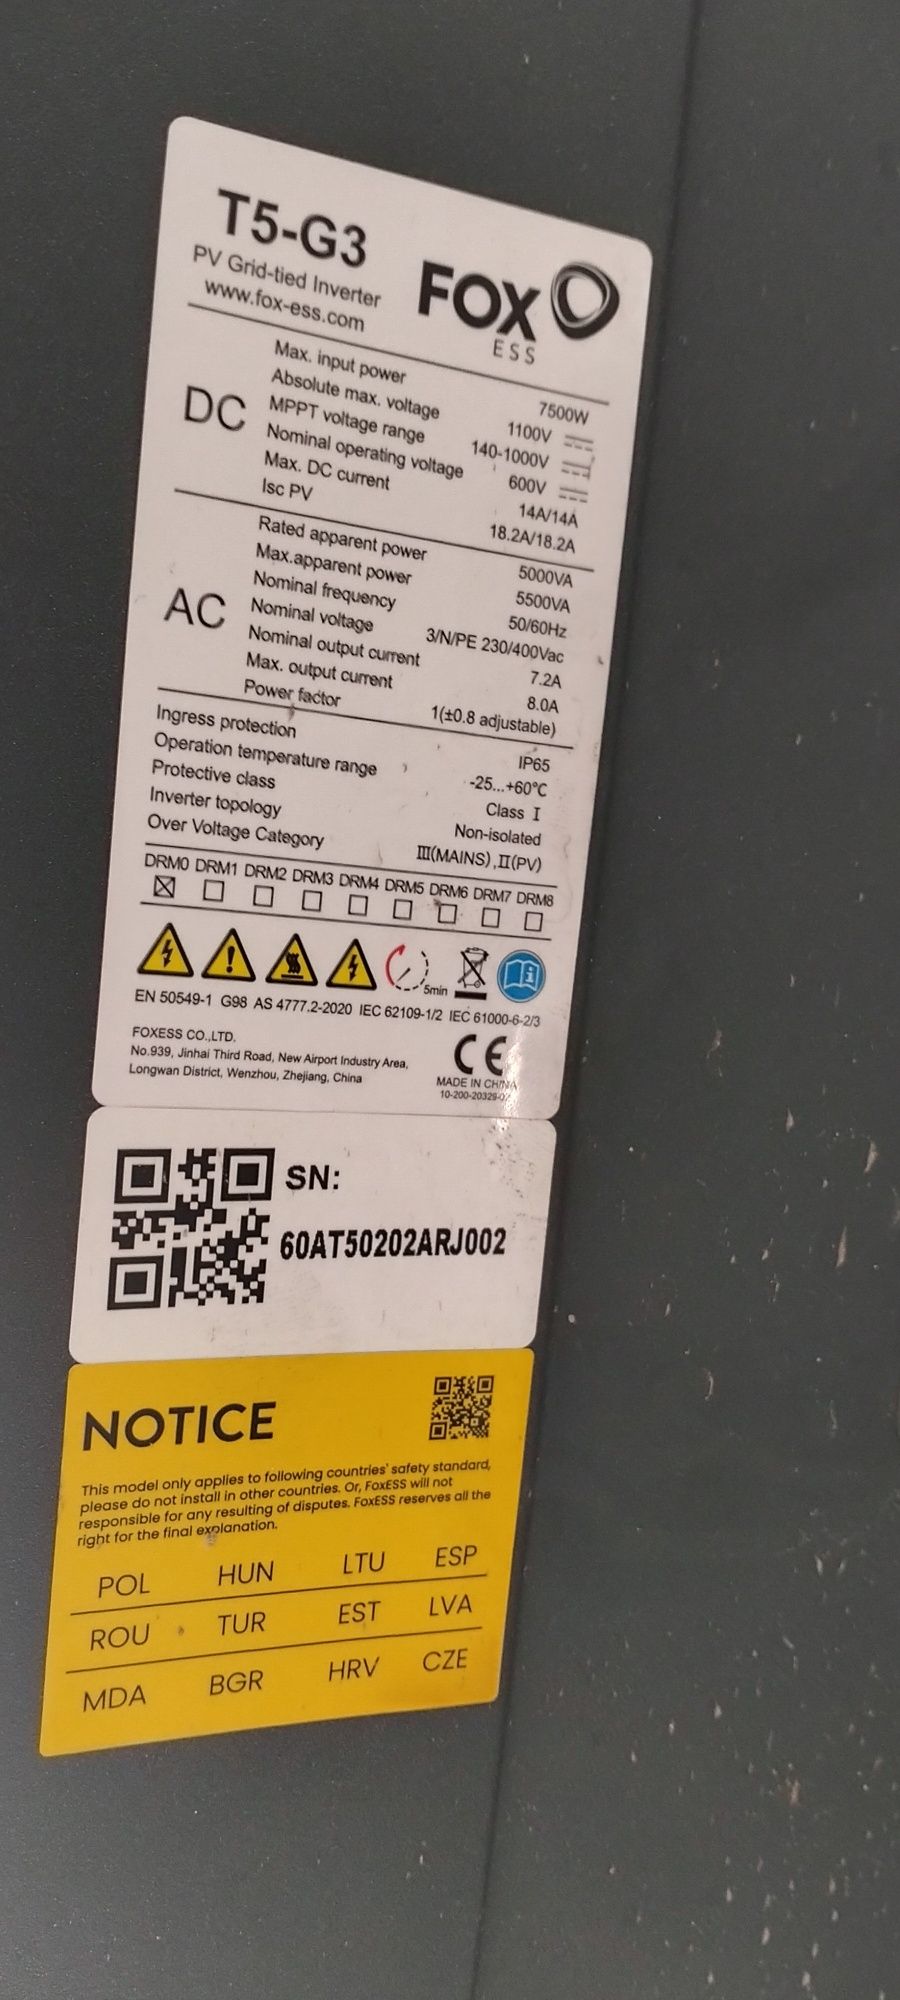 T5-G3
PV Grid-tied Inverter
www.fox-ess.com
FOX
ESS
DC
Max. input power 7500W
Absolute max. voltage 1100V
MPPT voltage range 140-1000V
Nominal operating voltage 600V
Max. DC current 14A/14A
Isc PV 18.2A/18.2A
AC
Rated apparent power 5000VA
Max.apparent power 5500VA
Nominal frequency 50/60Hz
Nominal voltage 3/N/PE 230/400Vac
Nominal output current 7.2A
Max. output current 8.0A
Power factor 1(±0.8 adjustable)
Ingress protection IP65
Operation temperature range -25...+60℃
Protective class Class I
Inverter topology Non-isolated
Over Voltage Category III(MAINS),II(PV)
DRM0 DRM1 DRM2 DRM3 DRM4 DRM5 DRM6 DRM7 DRM8
5min
EN 50549-1 G98 AS 4777.2-2020 IEC 62109-1/2 IEC 61000-6-2/3
FOXESS CO.,LTD.
No.939, Jinhai Third Road, New Airport Industry Area,
Longwan District, Wenzhou, Zhejiang, China
CE
MADE IN CHINA
SN:
60AT50202ARJ002
NOTICE
This model only applies to following countries' safety standard,
please do not install in other countries. Or, FoxESS will not
responsible for any resulting of disputes. FoxESS reserves all the
right for the final explanation.
POL HUN LTU ESP
ROU TUR EST LVA
MDA BGR HRV CZE